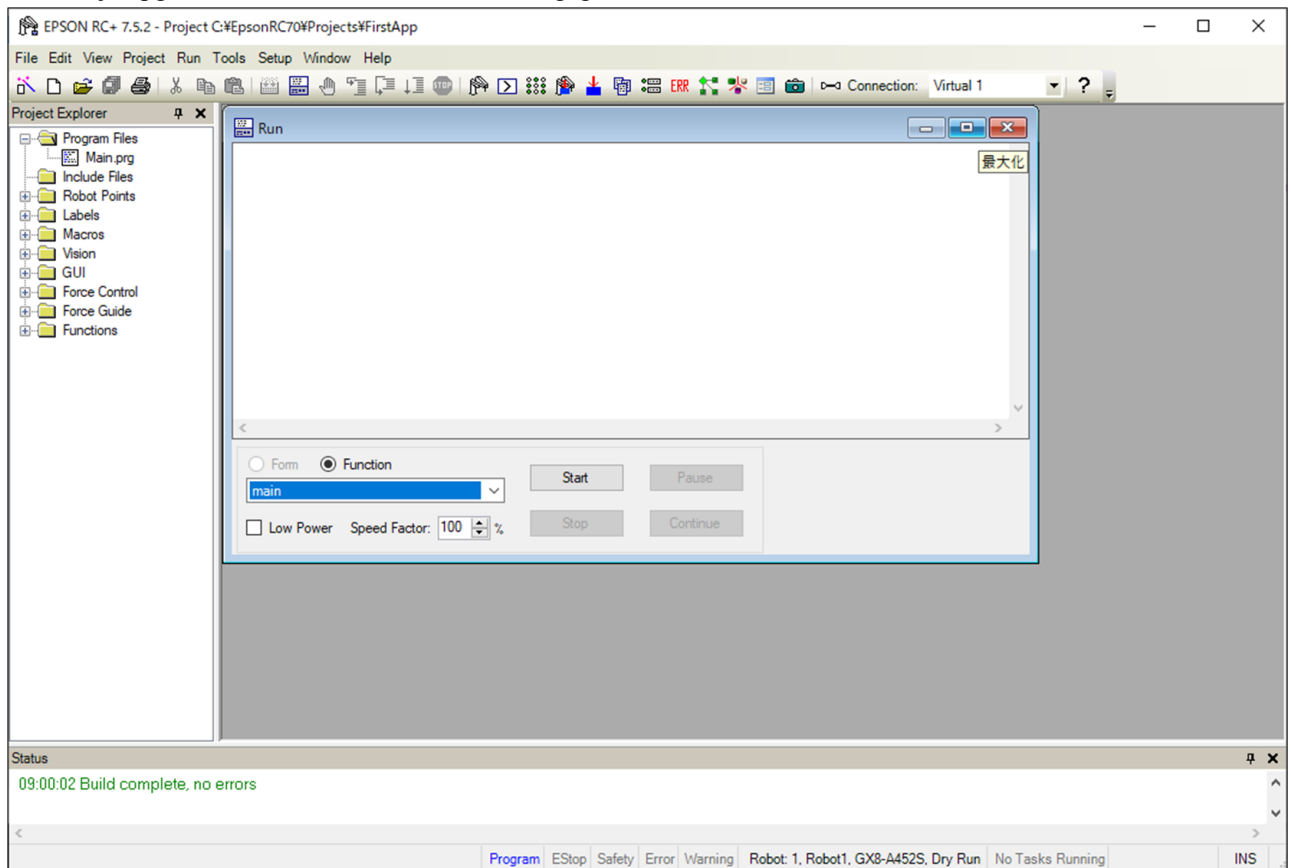 EPSON RC+ 7.5.2 - Project C:¥EpsonRC70¥Projects¥FirstApp
File Edit View Project Run Tools Setup Window Help
STOP ERR Connection: Virtual 1 ?
Project Explorer
Program Files
Main.prg
Include Files
Robot Points
Labels
Macros
Vision
GUI
Force Control
Force Guide
Functions
Run
最大化
Form Function
main
Start Pause
Low Power Speed Factor: 100 %
Stop Continue
Status
09:00:02 Build complete, no errors
Program EStop Safety Error Warning Robot: 1, Robot1, GX8-A452S, Dry Run No Tasks Running INS